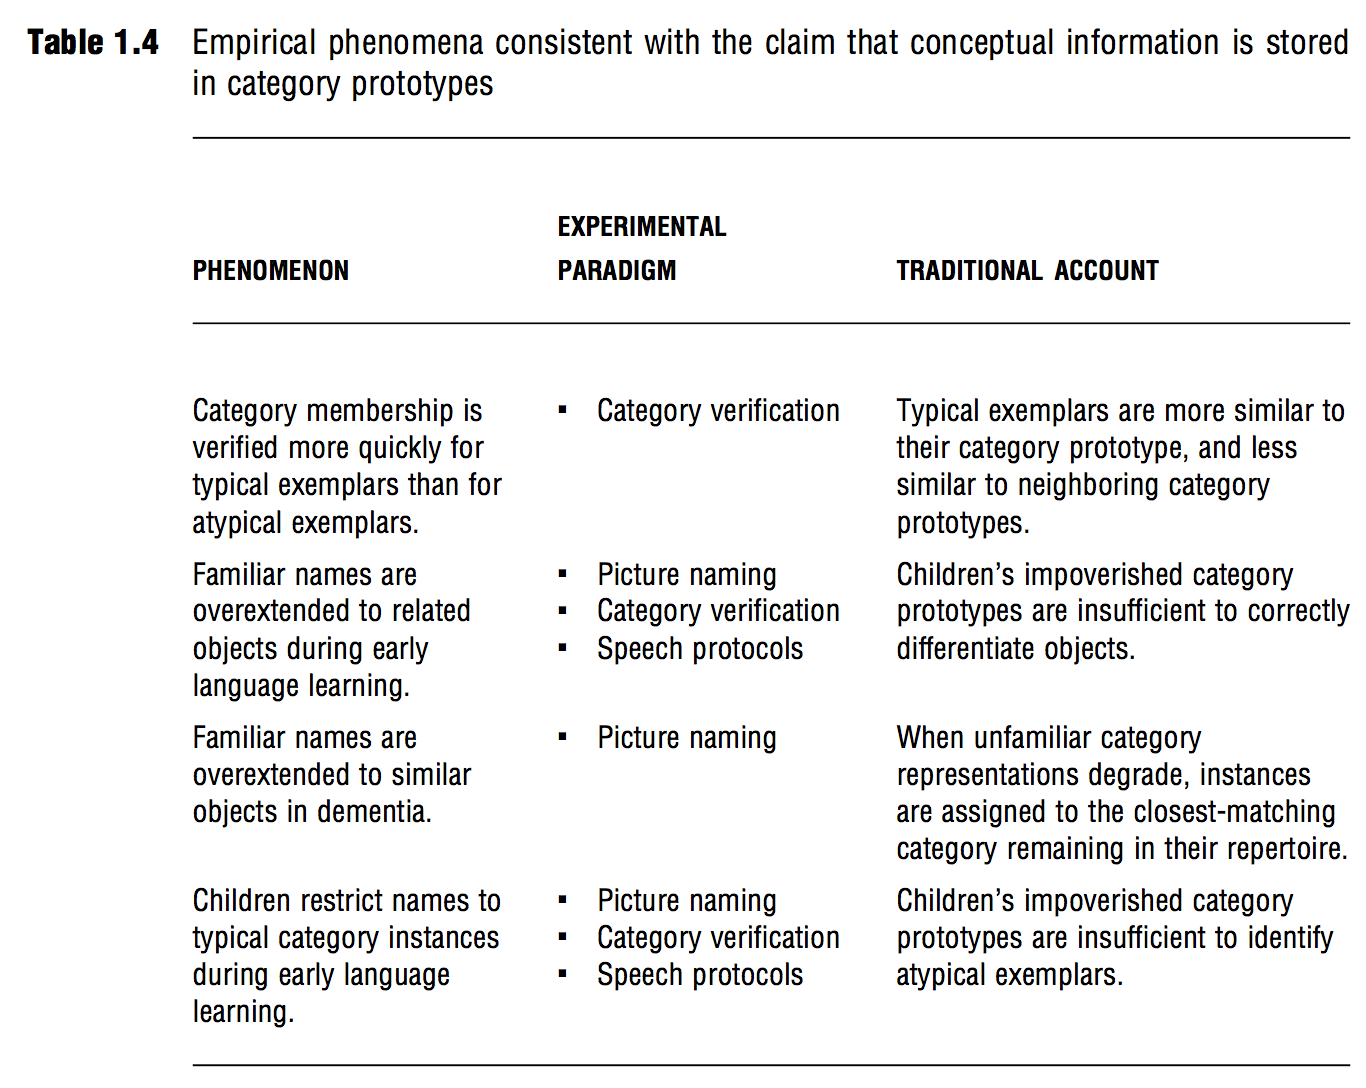 Table 1.4 Empirical phenomena consistent with the claim that conceptual information is stored
in category prototypes
EXPERIMENTAL
PHENOMENON PARADIGM TRADITIONAL ACCOUNT
Category membership is ▪ Category verification Typical exemplars are more similar to
verified more quickly for their category prototype, and less
typical exemplars than for similar to neighboring category
atypical exemplars. prototypes.
Familiar names are ▪ Picture naming Children’s impoverished category
overextended to related ▪ Category verification prototypes are insufficient to correctly
objects during early ▪ Speech protocols differentiate objects.
language learning.
Familiar names are ▪ Picture naming When unfamiliar category
overextended to similar representations degrade, instances
objects in dementia. are assigned to the closest-matching
category remaining in their repertoire.
Children restrict names to ▪ Picture naming Children’s impoverished category
typical category instances ▪ Category verification prototypes are insufficient to identify
during early language ▪ Speech protocols atypical exemplars.
learning.